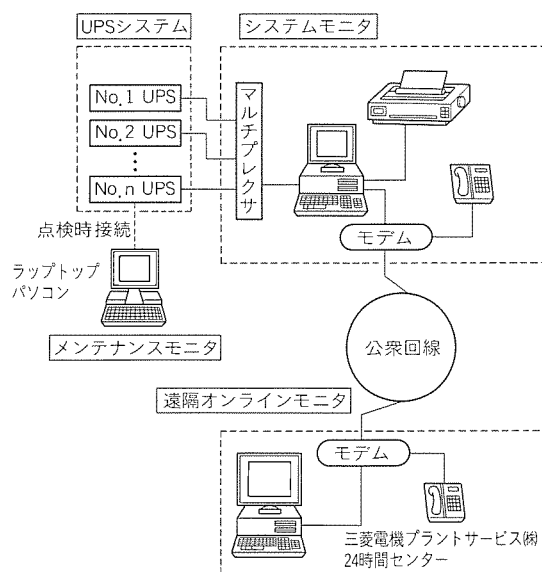 UPSシステム
システムモニタ
No.1 UPS
No.2 UPS
No.n UPS
マルチプレクサ
モデム
点検時接続
ラップトップ
パソコン
メンテナンスモニタ
公衆回線
遠隔オンラインモニタ
モデム
三菱電機プラントサービス㈱
24時間センター